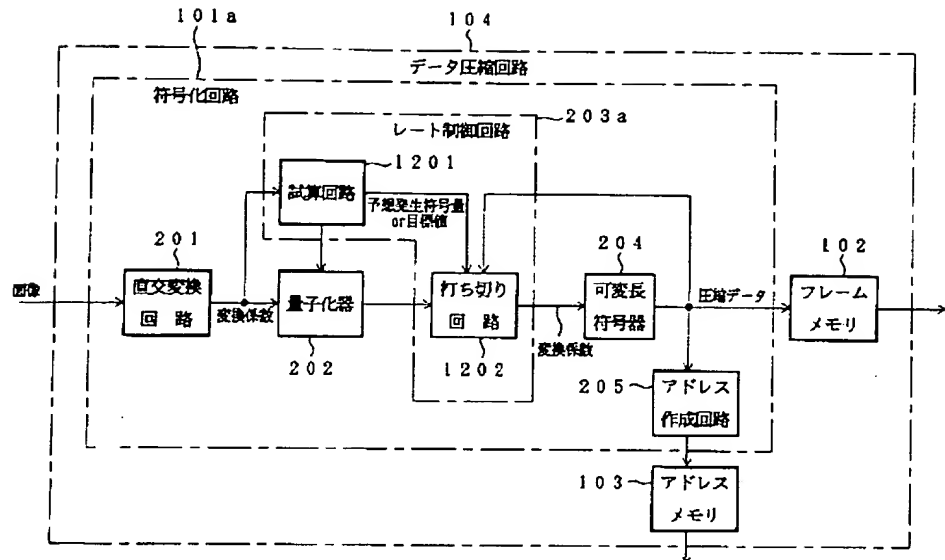 101a
104
データ圧縮回路
符号化回路
203a
レート制御回路
1201
試算回路
予想発生符号量
or目標値
201
204
102
画像
直交変換
回路
変換係数
量子化器
打ち切り
回路
変換係数
可変長
符号器
圧縮データ
フレーム
メモリ
202
1202
205
アドレス
作成回路
103
アドレス
メモリ